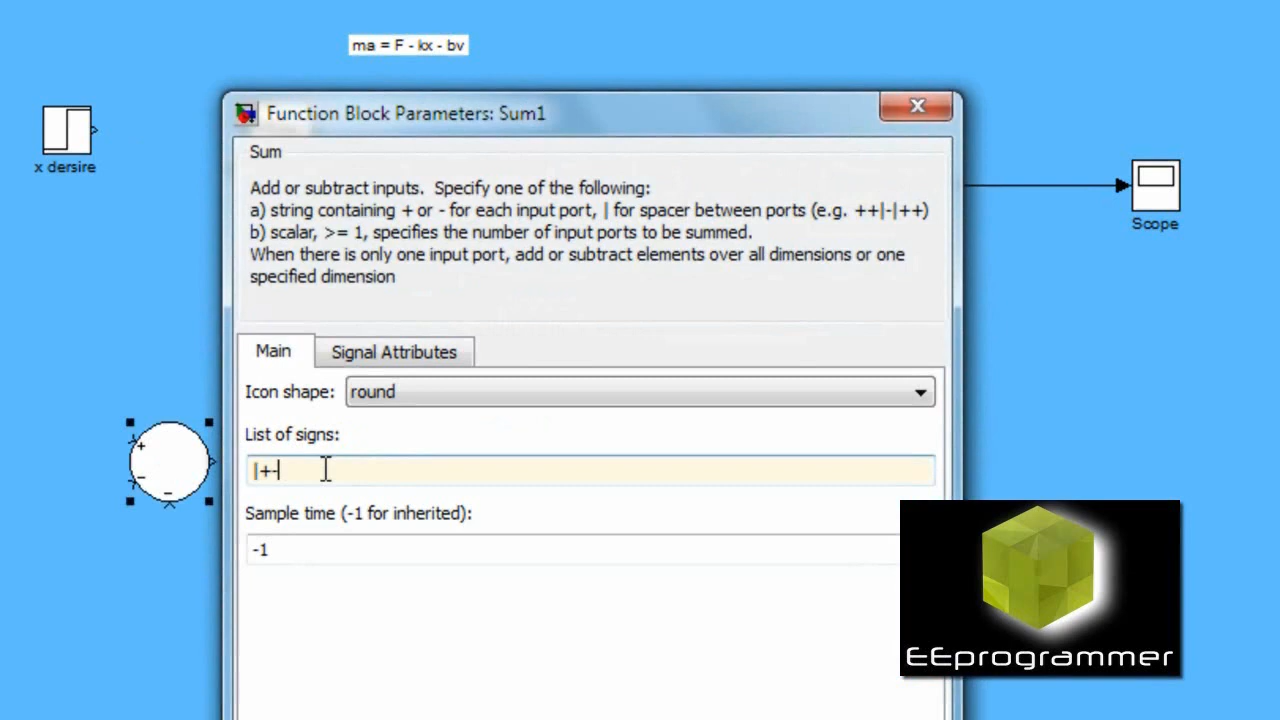 ma = F - kx - bv
Function Block Parameters: Sum1
x dersire
Sum
Add or subtract inputs.  Specify one of the following:
a) string containing + or - for each input port, | for spacer between ports (e.g. ++|-|++)
b) scalar, >= 1, specifies the number of input ports to be summed.
When there is only one input port, add or subtract elements over all dimensions or one
specified dimension
Scope
Main
Signal Attributes
Icon shape: round
List of signs:
|+-
+
-
-
Sample time (-1 for inherited):
-1
EEprogrammer